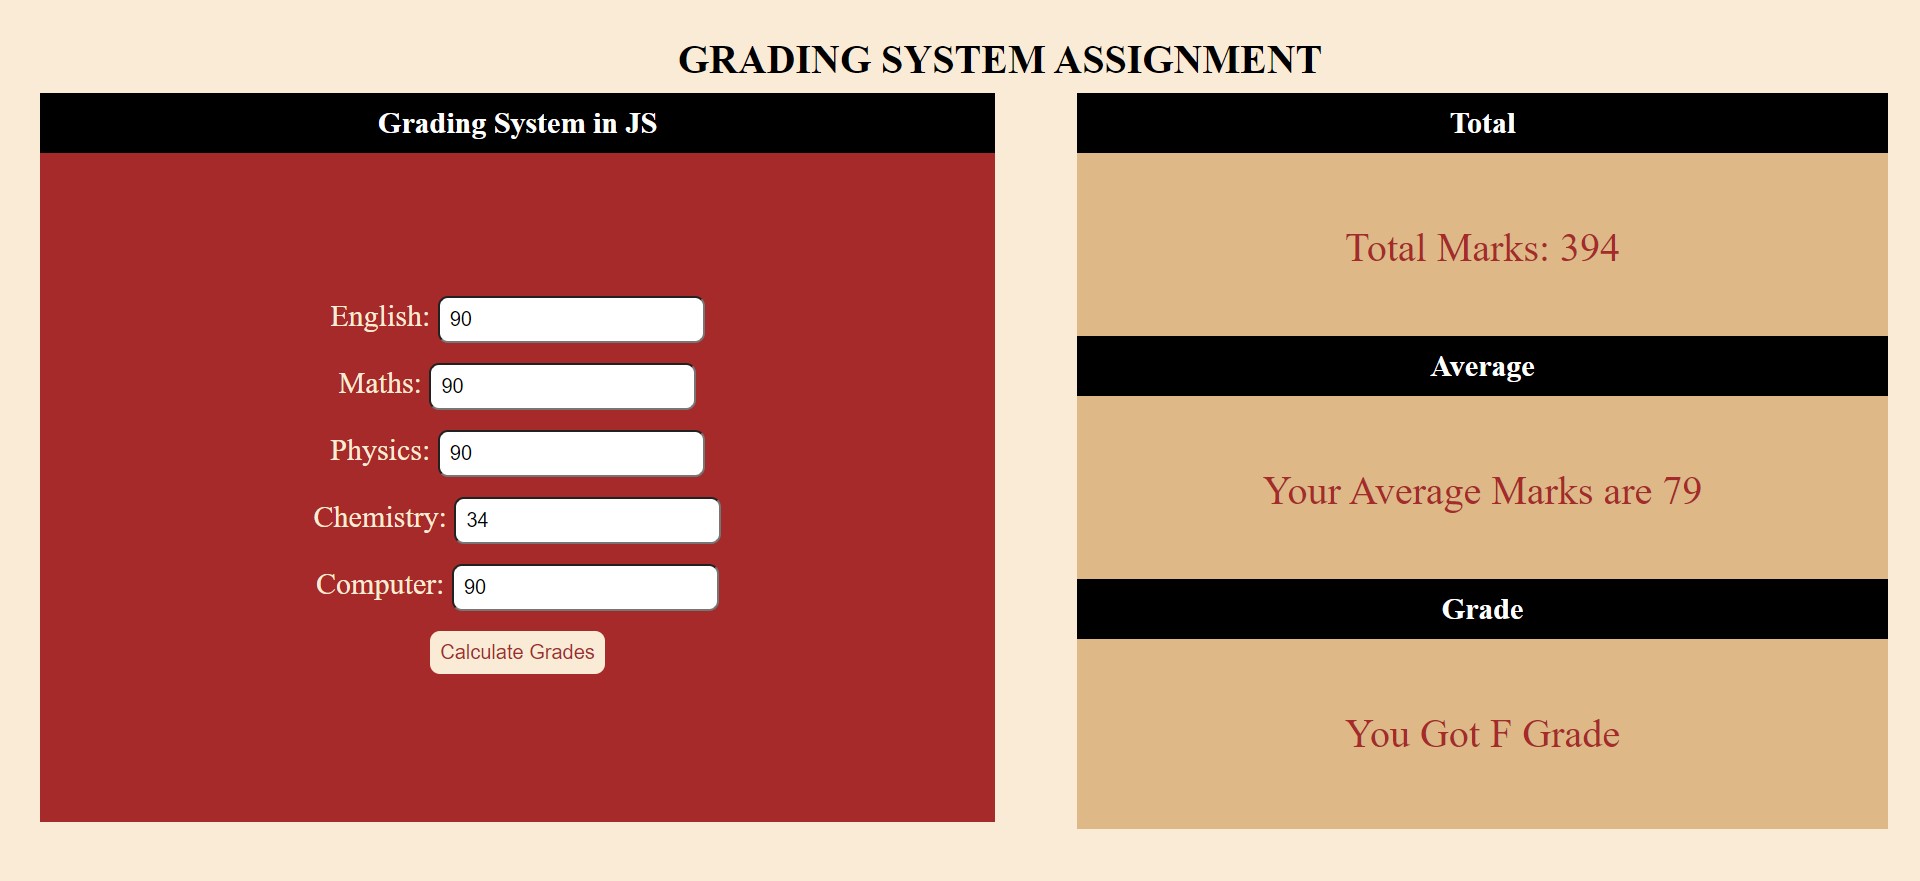 GRADING SYSTEM ASSIGNMENT
Grading System in JS
English: 90
Maths: 90
Physics: 90
Chemistry: 34
Computer: 90
Calculate Grades
Total
Total Marks: 394
Average
Your Average Marks are 79
Grade
You Got F Grade